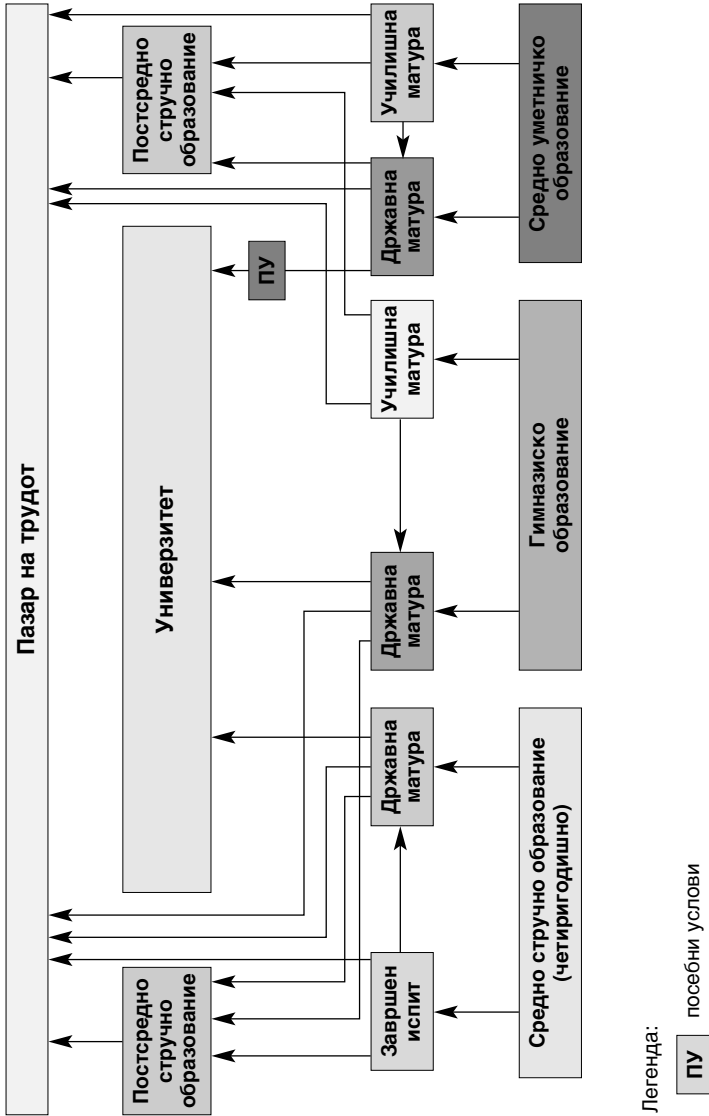 Пазар на трудот
Постсредно
стручно
образование
Универзитет
Постсредно
стручно
образование
ПУ
Завршен
испит
Државна
матура
Државна
матура
Училишна
матура
Државна
матура
Училишна
матура
Средно стручно образование
(четиригодишно)
Гимназиско
образование
Средно уметничко
образование
Легенда:
ПУ посебни услови